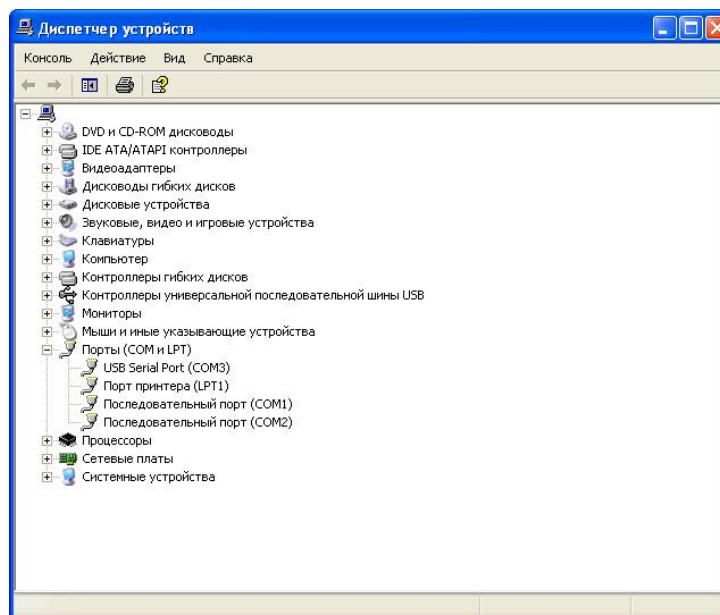 Диспетчер устройств
Консоль Действие Вид Справка
DVD и CD-ROM дисководы
IDE ATA/ATAPI контроллеры
Видеоадаптеры
Дисководы гибких дисков
Дисковые устройства
Звуковые, видео и игровые устройства
Клавиатуры
Компьютер
Контроллеры гибких дисков
Контроллеры универсальной последовательной шины USB
Мониторы
Мыши и иные указывающие устройства
Порты (COM и LPT)
USB Serial Port (COM3)
Порт принтера (LPT1)
Последовательный порт (COM1)
Последовательный порт (COM2)
Процессоры
Сетевые платы
Системные устройства